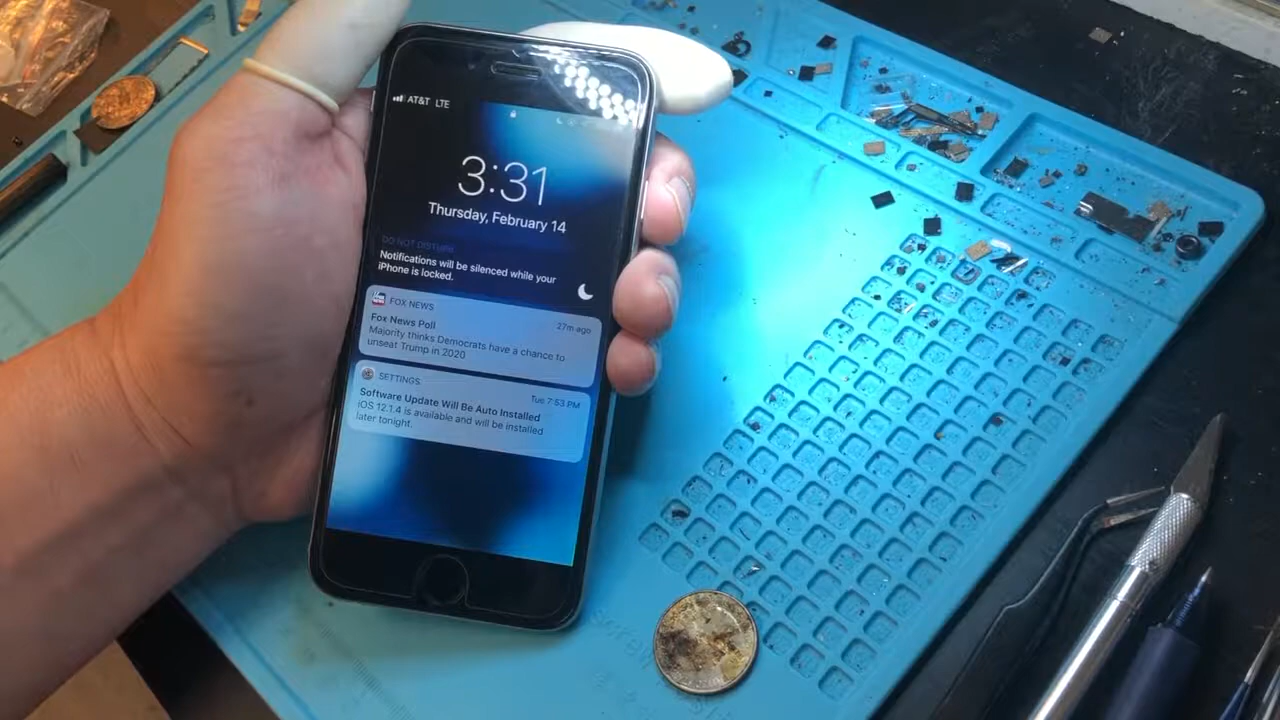 AT&T LTE
3:31
Thursday, February 14
DO NOT DISTURB
Notifications will be silenced while your
iPhone is locked.
FOX NEWS
27m ago
Fox News Poll
Majority thinks Democrats have a chance to
unseat Trump in 2020
SETTINGS
Tue 7:53 PM
Software Update Will Be Auto Installed
iOS 12.1.4 is available and will be installed
later tonight.